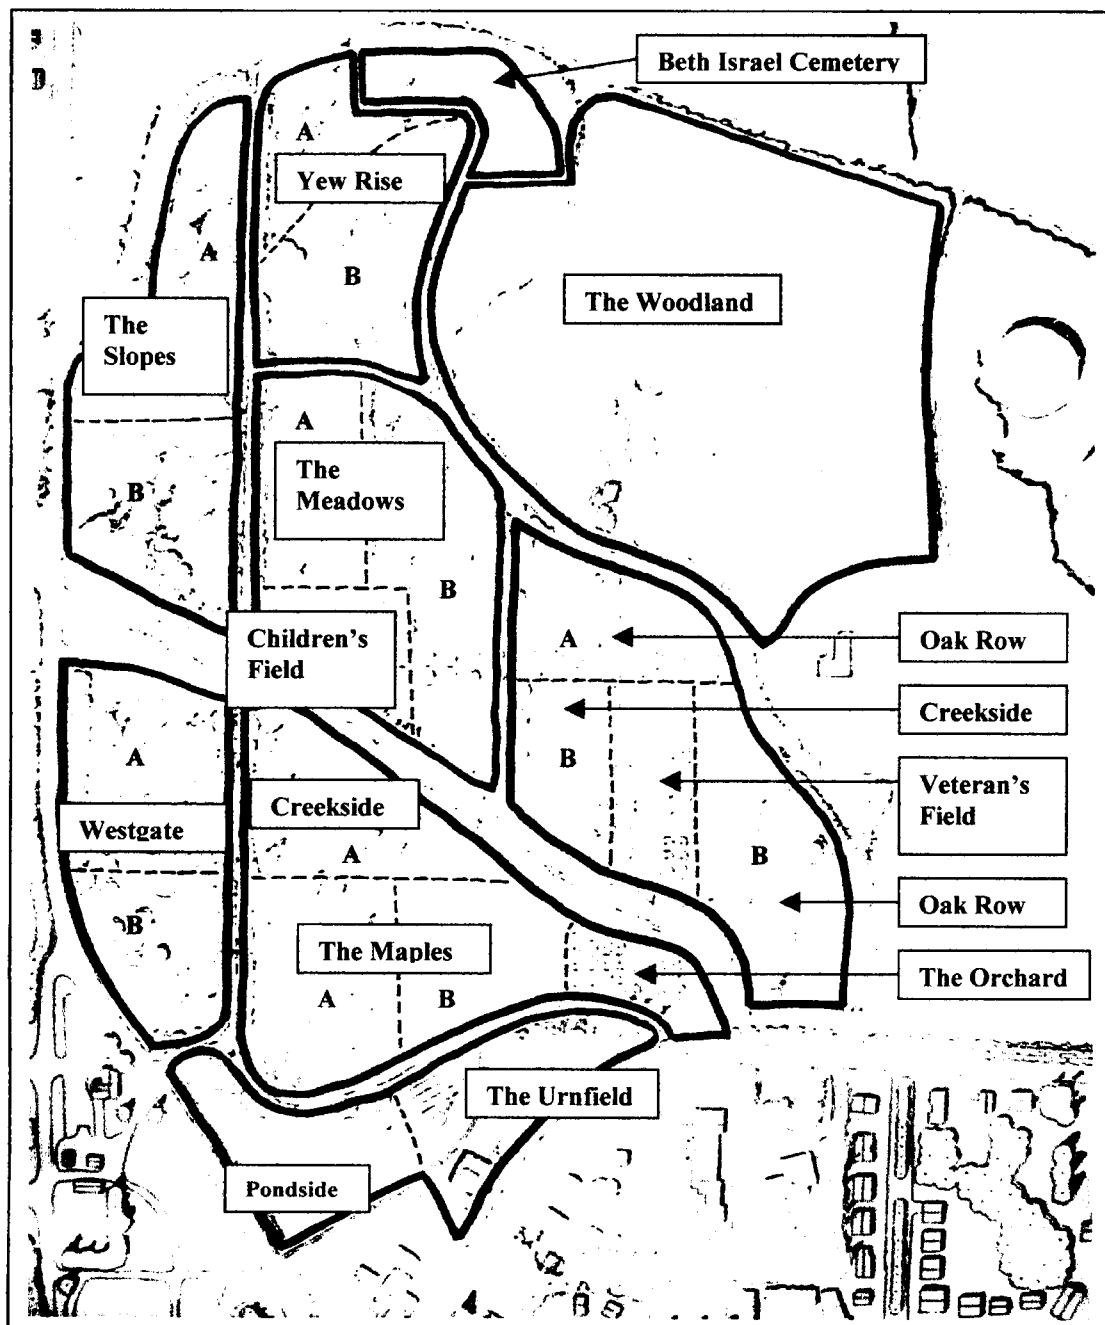 Beth Israel Cemetery
A
Yew Rise
A
B
The Woodland
The
Slopes
A
The
Meadows
B
B
Children's
Field
A
Oak Row
Creekside
A
B
Veteran's
Field
Creekside
Westgate
A
B
B
Oak Row
The Maples
The Orchard
A
B
The Urnfield
Pondside